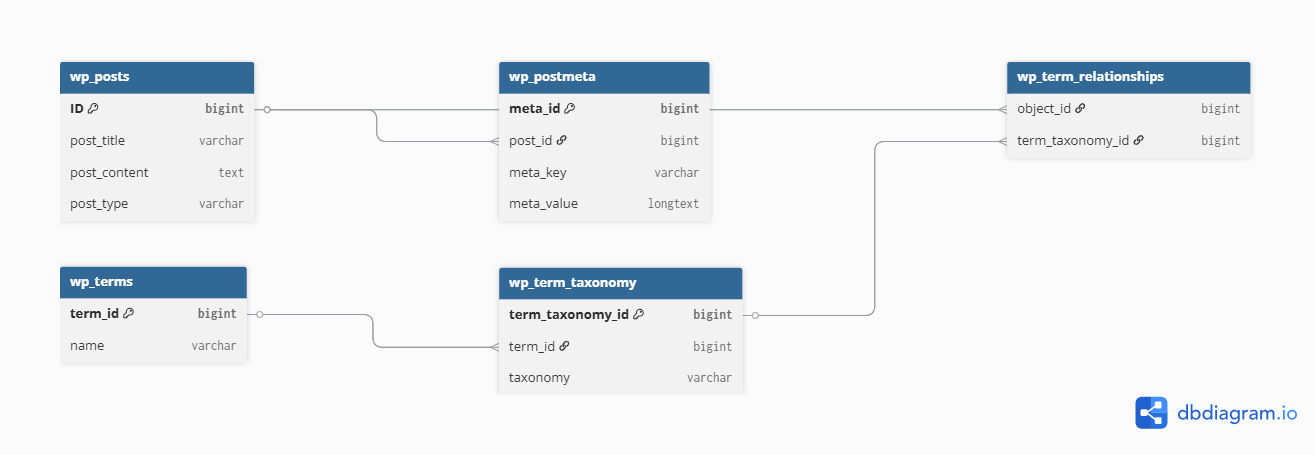 wp_posts
ID bigint
post_title varchar
post_content text
post_type varchar
wp_postmeta
meta_id bigint
post_id bigint
meta_key varchar
meta_value longtext
wp_term_relationships
object_id bigint
term_taxonomy_id bigint
wp_terms
term_id bigint
name varchar
wp_term_taxonomy
term_taxonomy_id bigint
term_id bigint
taxonomy varchar
dbdiagram.io